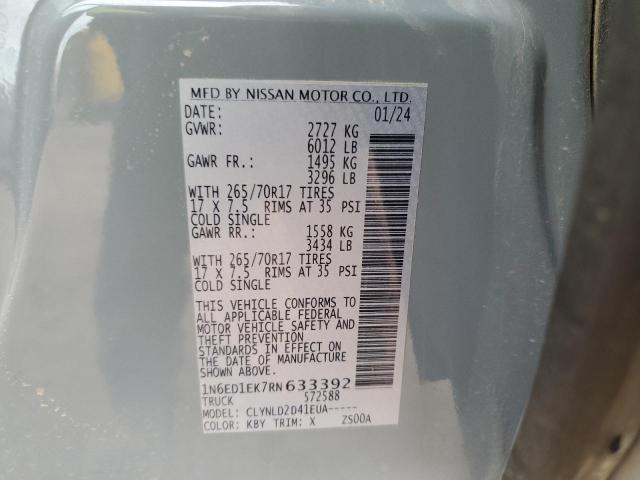 MFD BY NISSAN MOTOR CO., LTD.
DATE: 01/24
GVWR: 2727 KG
6012 LB
GAWR FR.: 1495 KG
3296 LB
WITH 265/70R17 TIRES
17 X 7.5 RIMS AT 35 PSI
COLD SINGLE
GAWR RR.: 1558 KG
3434 LB
WITH 265/70R17 TIRES
17 X 7.5 RIMS AT 35 PSI
COLD SINGLE
THIS VEHICLE CONFORMS TO
ALL APPLICABLE FEDERAL
MOTOR VEHICLE SAFETY AND
THEFT PREVENTION
STANDARDS IN EFFECT ON
THE DATE OF MANUFACTURE
SHOWN ABOVE.
1N6ED1EK7RN633392
TRUCK 572588
MODEL: CLYNLD2D41EUA-----
COLOR: KBY TRIM: X ZS00A